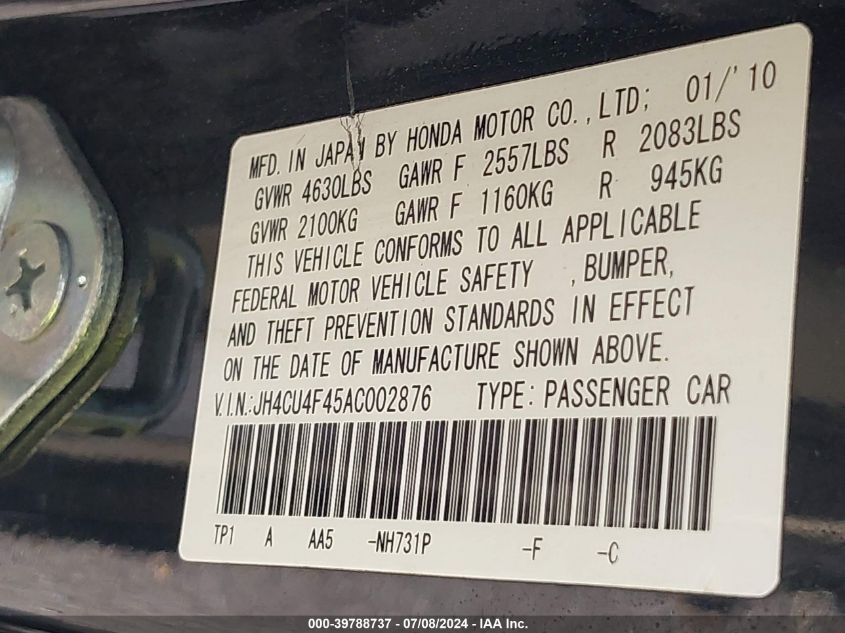 MFD. IN JAPAN BY HONDA MOTOR CO., LTD; 01/'10
GVWR 4630LBS GAWR F 2557LBS R 2083LBS
GVWR 2100KG GAWR F 1160KG R 945KG
THIS VEHICLE CONFORMS TO ALL APPLICABLE
FEDERAL MOTOR VEHICLE SAFETY , BUMPER,
AND THEFT PREVENTION STANDARDS IN EFFECT
ON THE DATE OF MANUFACTURE SHOWN ABOVE.
V.I.N.:JH4CU4F45AC002876 TYPE: PASSENGER CAR
TP1 A AA5 -NH731P -F -C
000-39788737 - 07/08/2024 - IAA Inc.